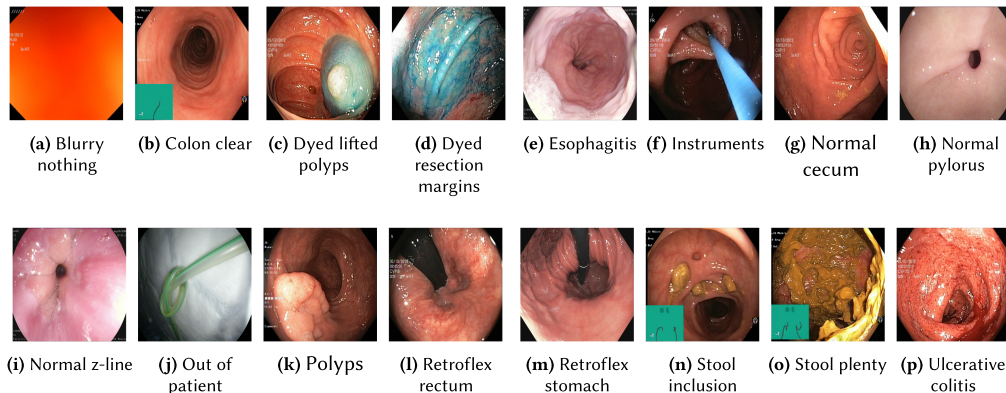 (a) Blurry
nothing
(b) Colon clear
(c) Dyed lifted
polyps
(d) Dyed
resection
margins
(e) Esophagitis
(f) Instruments
(g) Normal
cecum
(h) Normal
pylorus
(i) Normal z-line
(j) Out of
patient
(k) Polyps
(l) Retroflex
rectum
(m) Retroflex
stomach
(n) Stool
inclusion
(o) Stool plenty
(p) Ulcerative
colitis